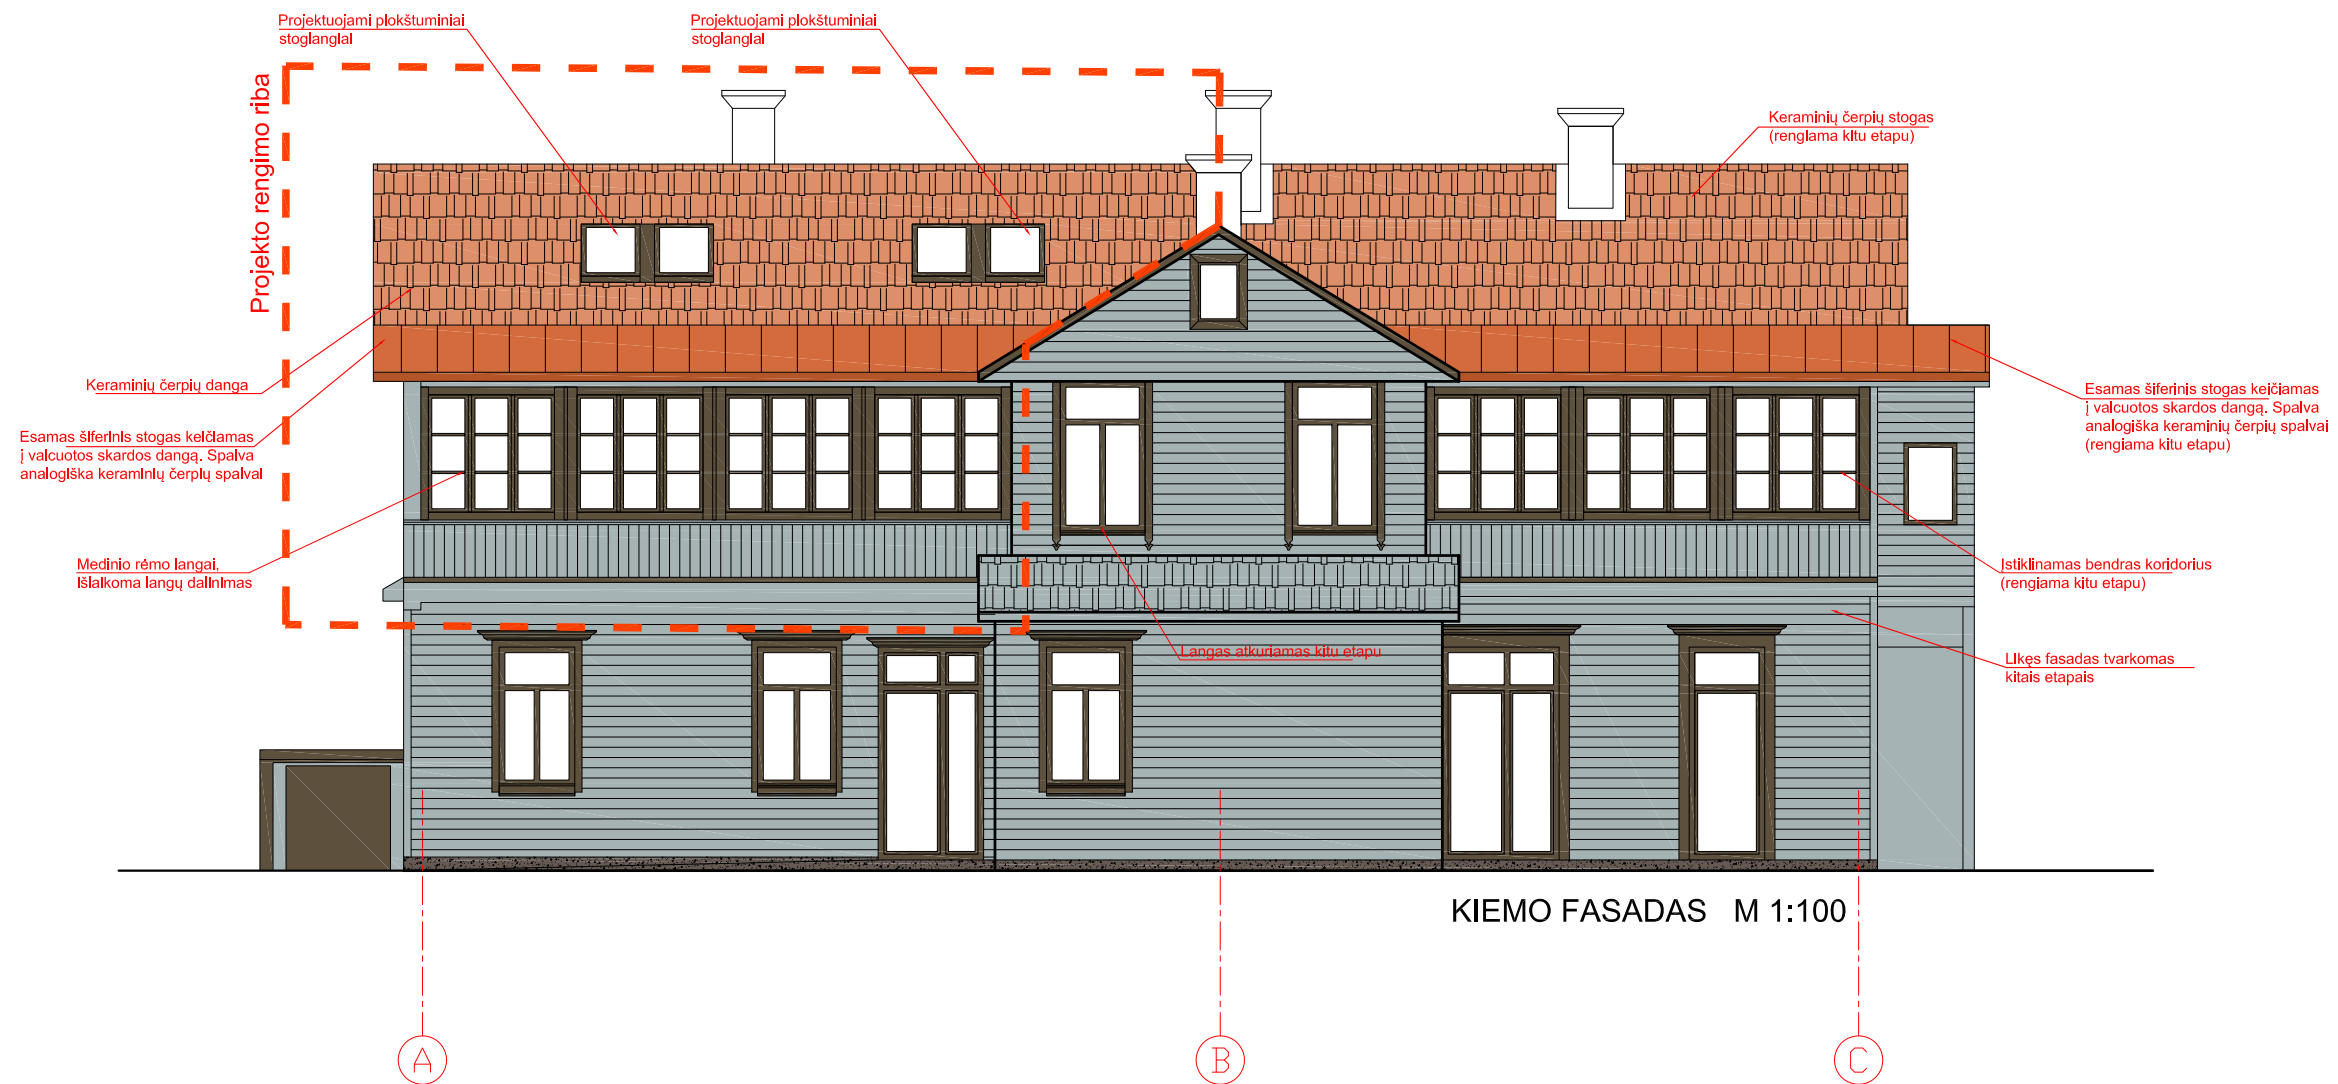 Projektuojami plokštuminiai
stoglangiai
Projektuojami plokštuminiai
stoglangiai
Projekto rengimo riba
Keraminių čerpių stogas
(rengiama kitu etapu)
Keraminių čerpių danga
Esamas šiferinis stogas keičiamas
į valcuotos skardos dangą. Spalva
analogiška keraminių čerpių spalvai
Esamas šiferinis stogas keičiamas
į valcuotos skardos dangą. Spalva
analogiška keraminių čerpių spalvai
(rengiama kitu etapu)
Medinio rėmo langai,
išlaikoma langų dalinimas
Įstiklinamas bendras koridorius
(rengiama kitu etapu)
Langas atkuriamas kitu etapu
Likęs fasadas tvarkomas
kitais etapais
KIEMO FASADAS M 1:100
A
B
C